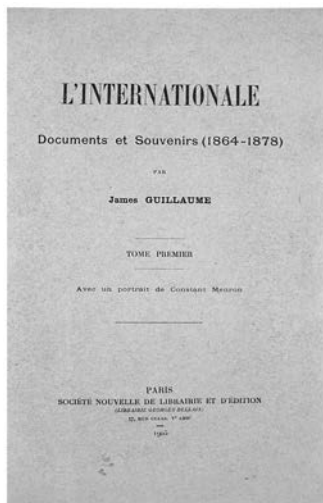 L'INTERNATIONALE
Documents et Souvenirs (1864-1878)
PAR
James GUILLAUME
TOME PREMIER
Avec un portrait de Constant Meuron
PARIS
SOCIÉTÉ NOUVELLE DE LIBRAIRIE ET D'ÉDITION
(LIBRAIRIE GEORGES BELLAIS)
17, RUE CUJAS, Vᵉ
1905